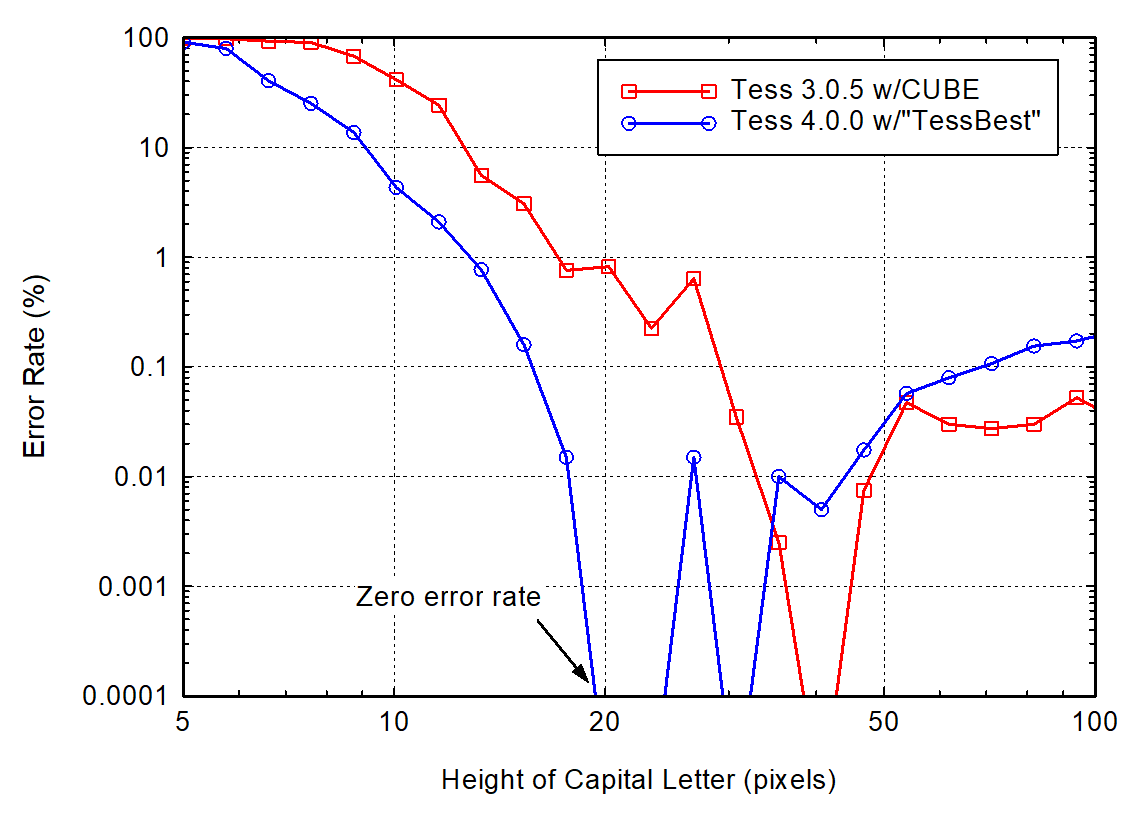 100
10
1
0.1
0.01
0.001
0.0001
Error Rate (%)
Tess 3.0.5 w/CUBE
Tess 4.0.0 w/"TessBest"
Zero error rate
5 10 20 50 100
Height of Capital Letter (pixels)